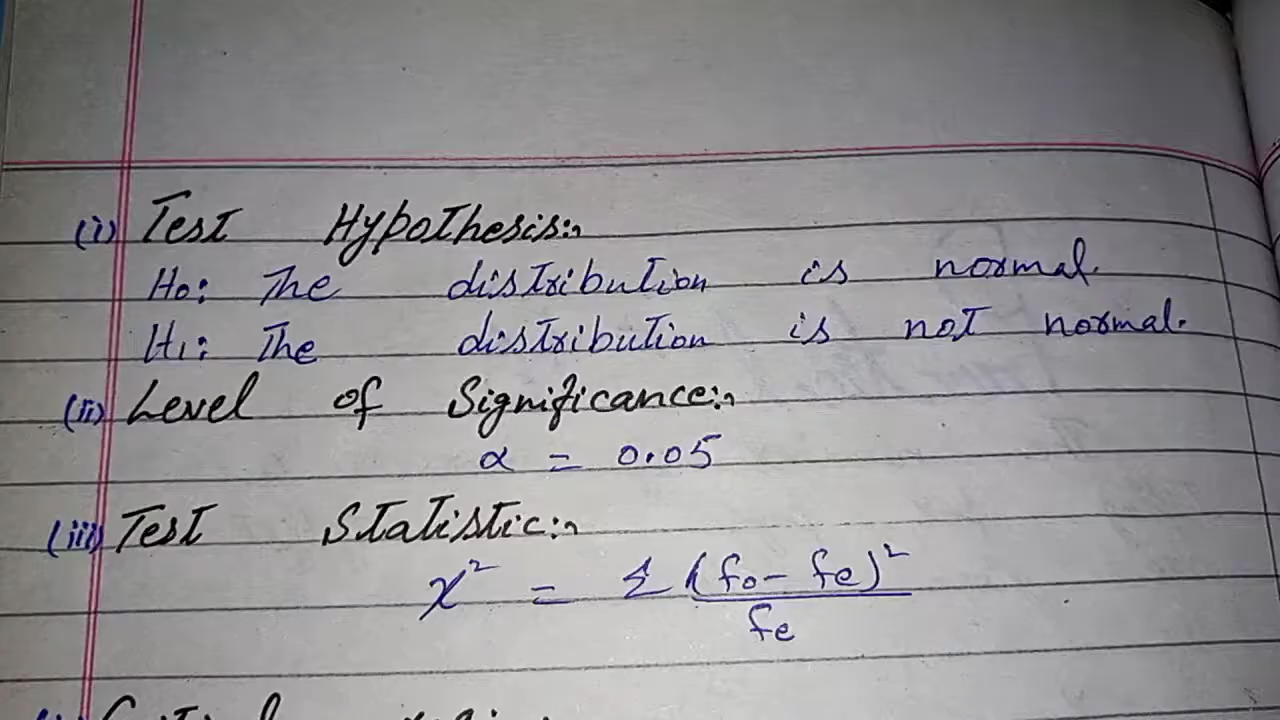 (i) Test Hypothesis:-
H₀: The distribution is normal.
H₁: The distribution is not normal.
(ii) Level of Significance:-
α = 0.05
(iii) Test Statistic:-
χ² = Σ (fo - fe)² / fe